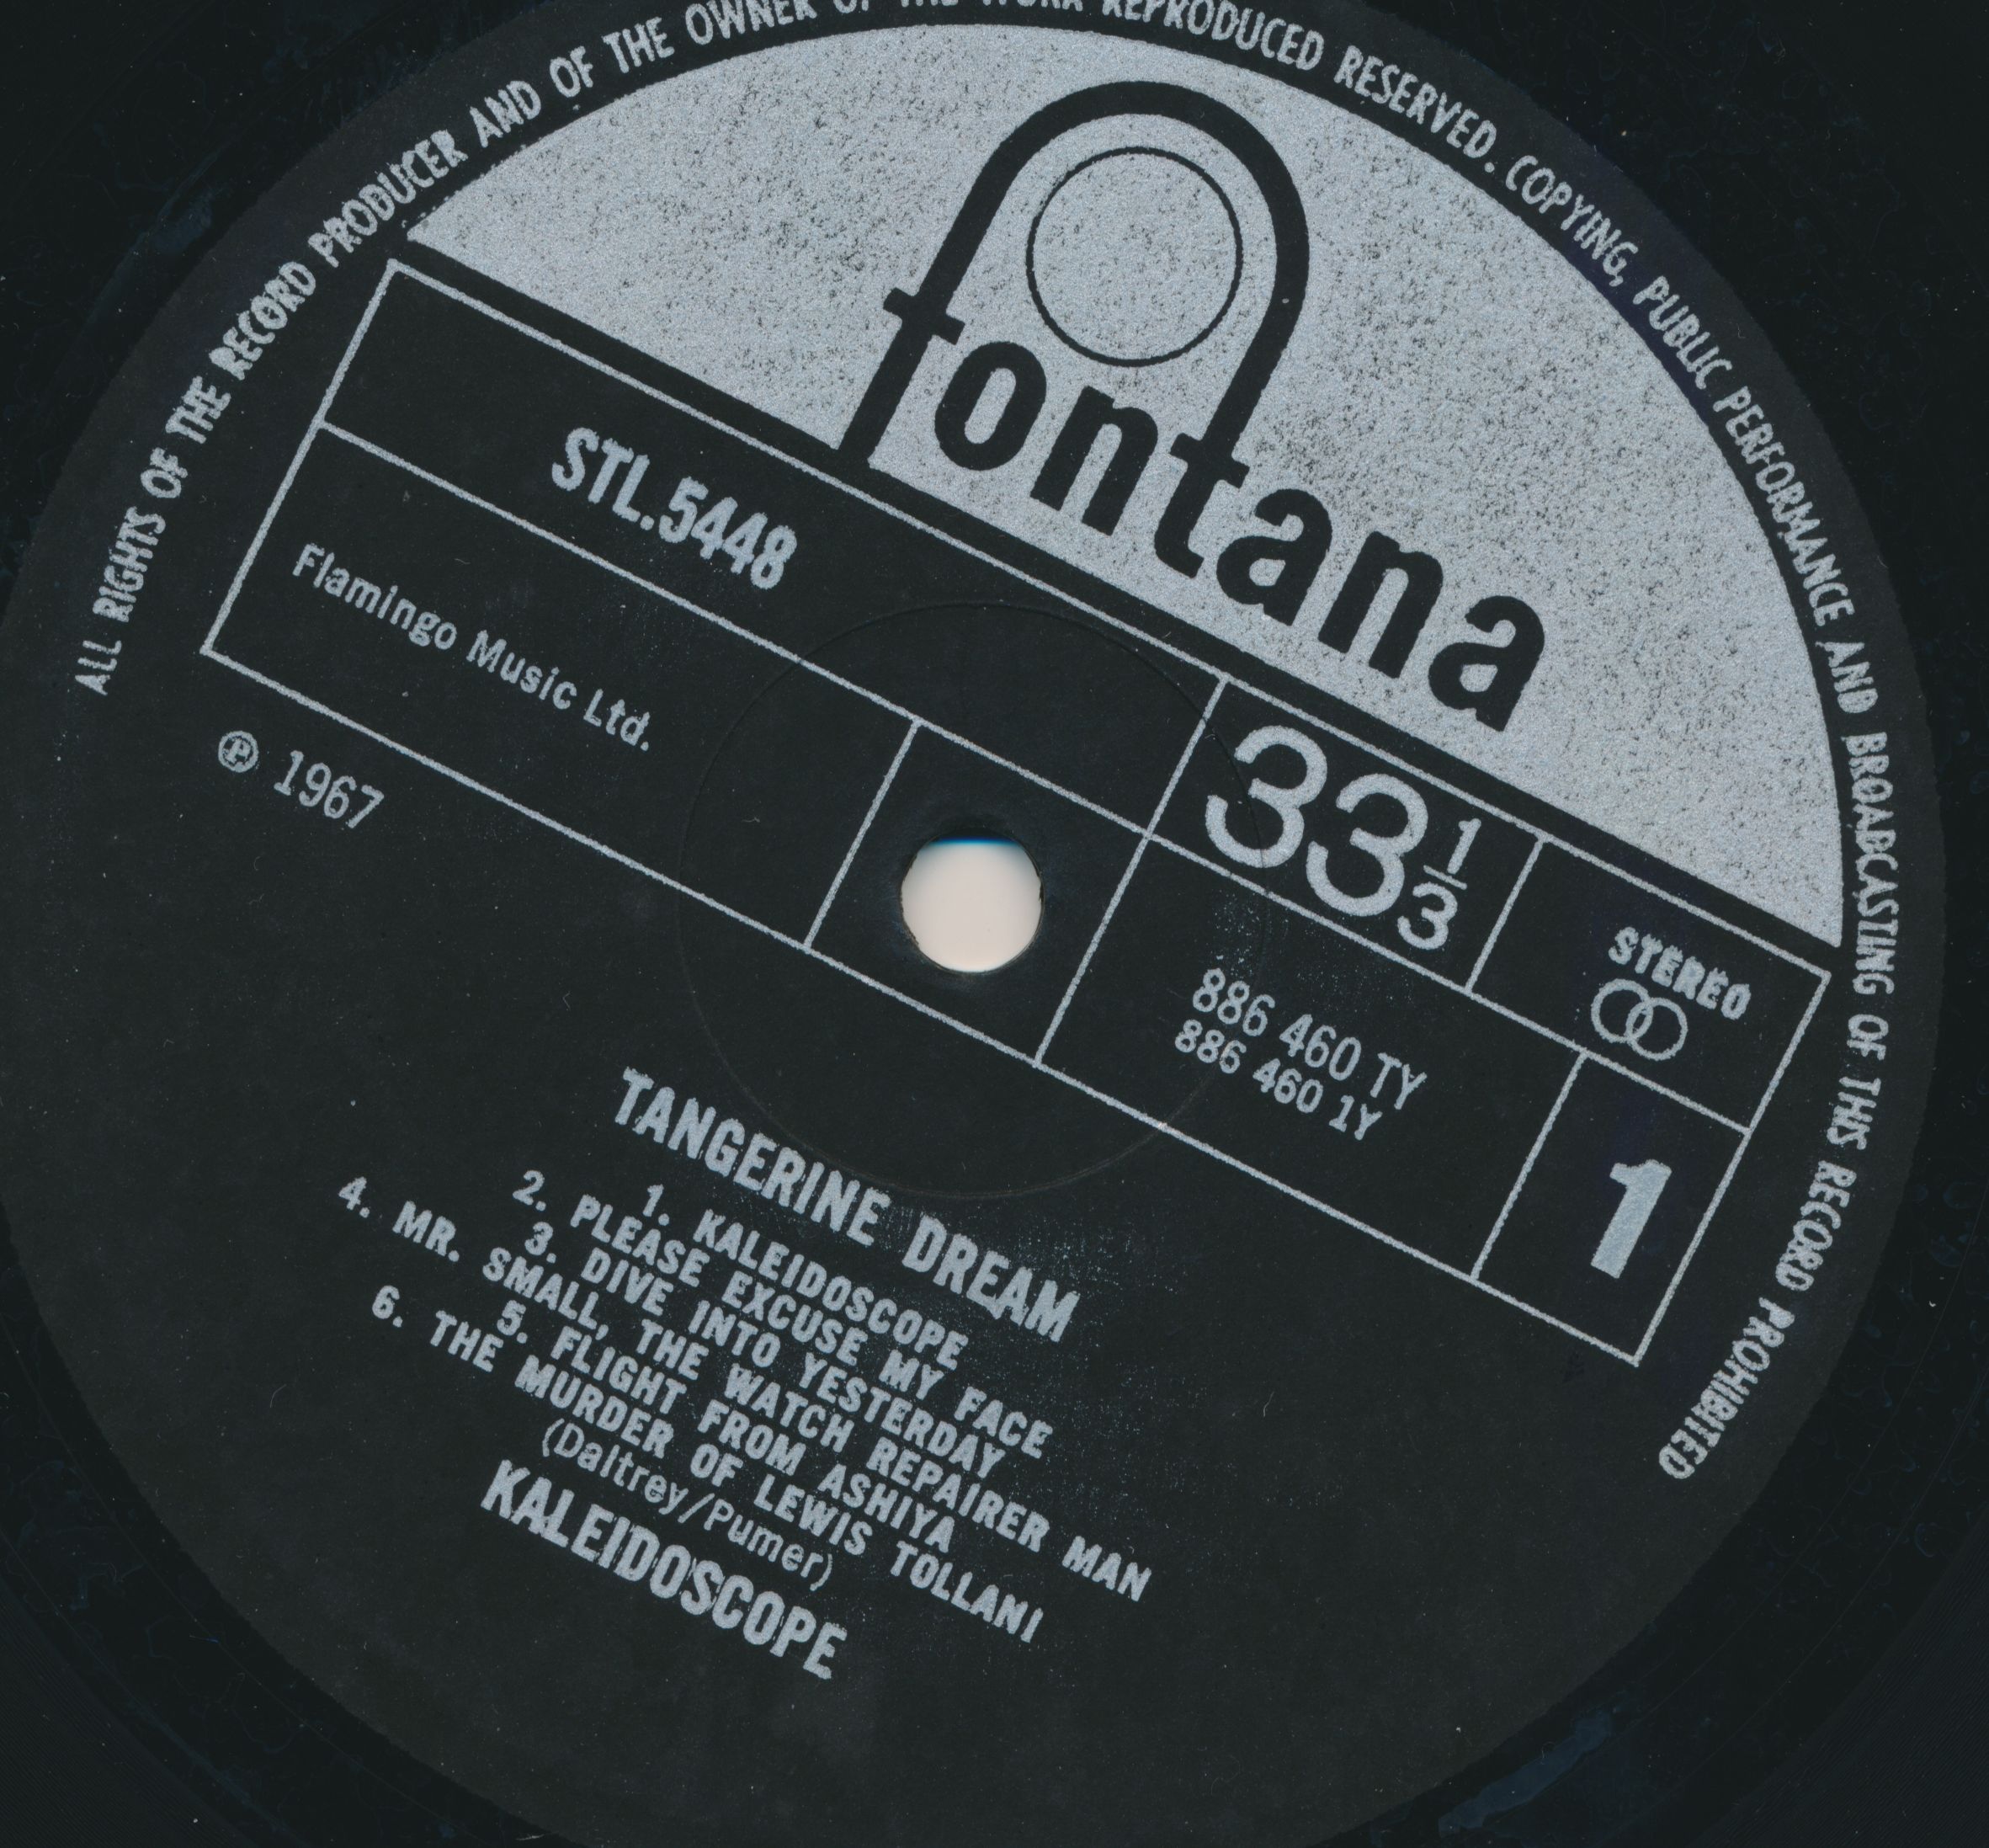 ALL RIGHTS OF THE RECORD PRODUCER AND OF THE OWNER OF THE WORK REPRODUCED RESERVED. COPYING, PUBLIC PERFORMANCE AND BROADCASTING OF THIS RECORD PROHIBITED
fontana
STL.5448
33 1/3
STEREO
Flamingo Music Ltd.
886 460 TY
886 460 1Y
1
℗ 1967
TANGERINE DREAM
1. KALEIDOSCOPE
2. PLEASE EXCUSE MY FACE
3. DIVE INTO YESTERDAY
4. MR. SMALL, THE WATCH REPAIRER MAN
5. FLIGHT FROM ASHIYA
6. THE MURDER OF LEWIS TOLLANI
(Daltrey/Pumer)
KALEIDOSCOPE